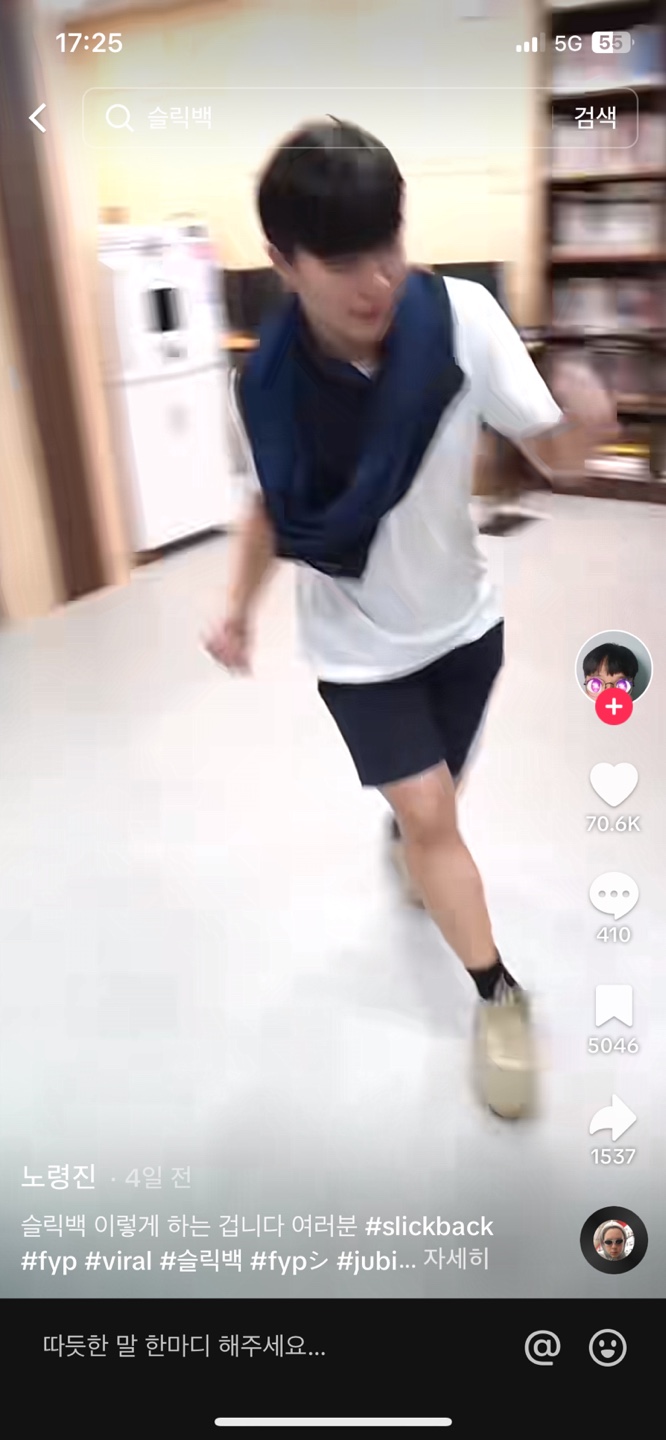 17:25
5G 55
슬릭백 검색
70.6K
410
5046
1537
노령진 · 4일 전
슬릭백 이렇게 하는 겁니다 여러분 #slickback
#fyp #viral #슬릭백 #fypシ #jubi... 자세히
따듯한 말 한마디 해주세요...